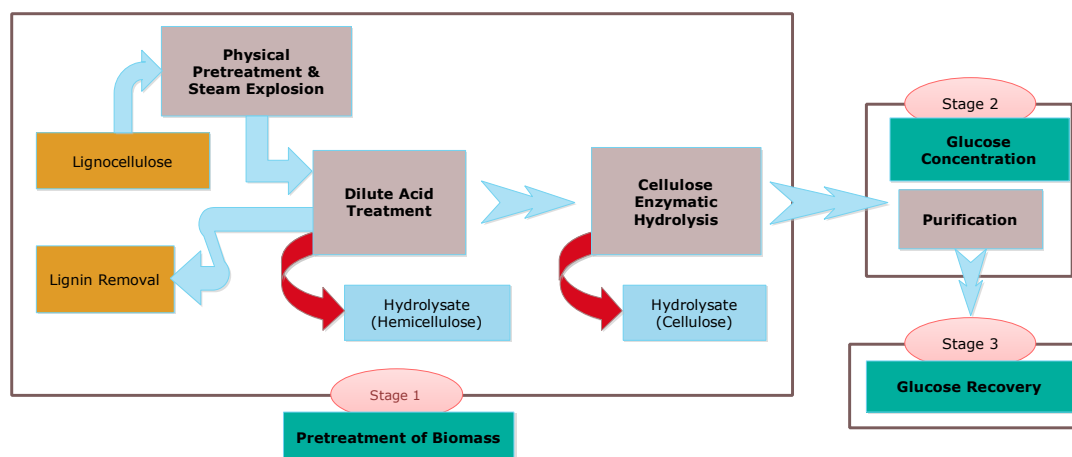 Physical
Pretreatment &
Steam Explosion
Lignocellulose
Dilute Acid
Treatment
Cellulose
Enzymatic
Hydrolysis
Lignin Removal
Hydrolysate
(Hemicellulose)
Hydrolysate
(Cellulose)
Stage 1
Pretreatment of Biomass
Stage 2
Glucose
Concentration
Purification
Stage 3
Glucose Recovery